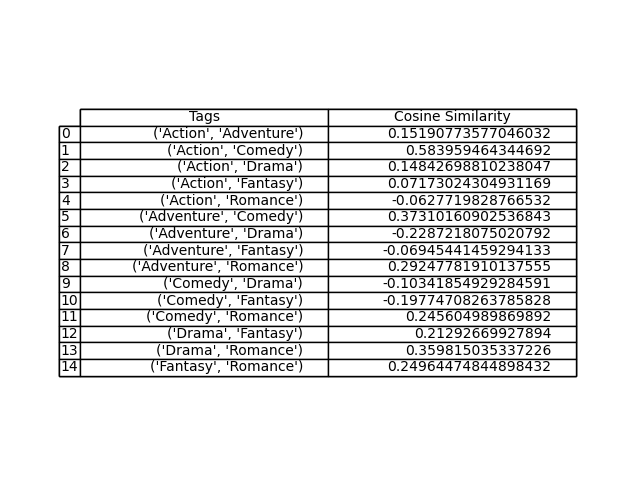 Tags Cosine Similarity
0 ('Action', 'Adventure') 0.15190773577046032
1 ('Action', 'Comedy') 0.583959464344692
2 ('Action', 'Drama') 0.14842698810238047
3 ('Action', 'Fantasy') 0.07173024304931169
4 ('Action', 'Romance') -0.0627719828766532
5 ('Adventure', 'Comedy') 0.37310160902536843
6 ('Adventure', 'Drama') -0.2287218075020792
7 ('Adventure', 'Fantasy') -0.06945441459294133
8 ('Adventure', 'Romance') 0.29247781910137555
9 ('Comedy', 'Drama') -0.10341854929284591
10 ('Comedy', 'Fantasy') -0.19774708263785828
11 ('Comedy', 'Romance') 0.245604989869892
12 ('Drama', 'Fantasy') 0.21292669927894
13 ('Drama', 'Romance') 0.359815035337226
14 ('Fantasy', 'Romance') 0.24964474844898432